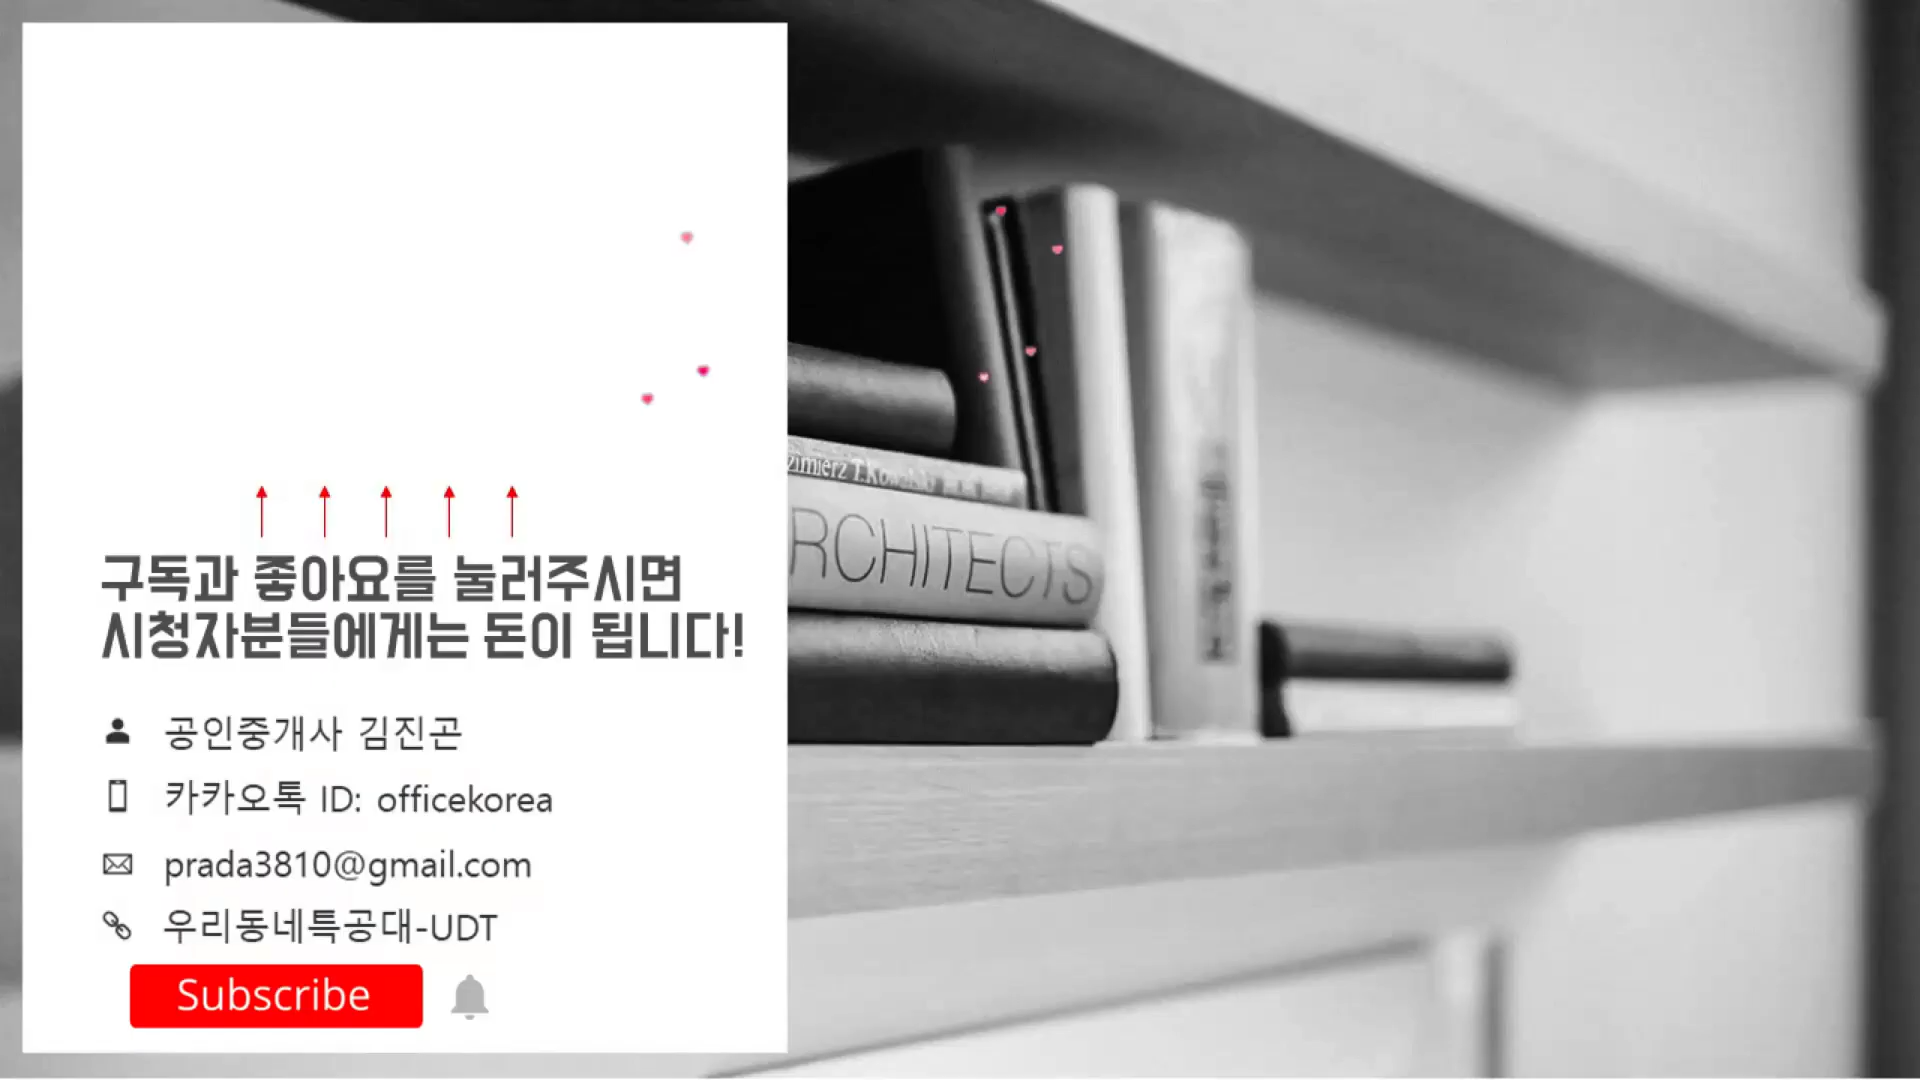 구독과 좋아요를 눌러주시면
시청자분들에게는 돈이 됩니다!
공인중개사 김진곤
카카오톡 ID: officekorea
prada3810@gmail.com
우리동네특공대-UDT
Subscribe
zimierz T.Kowalski
RCHITECTS